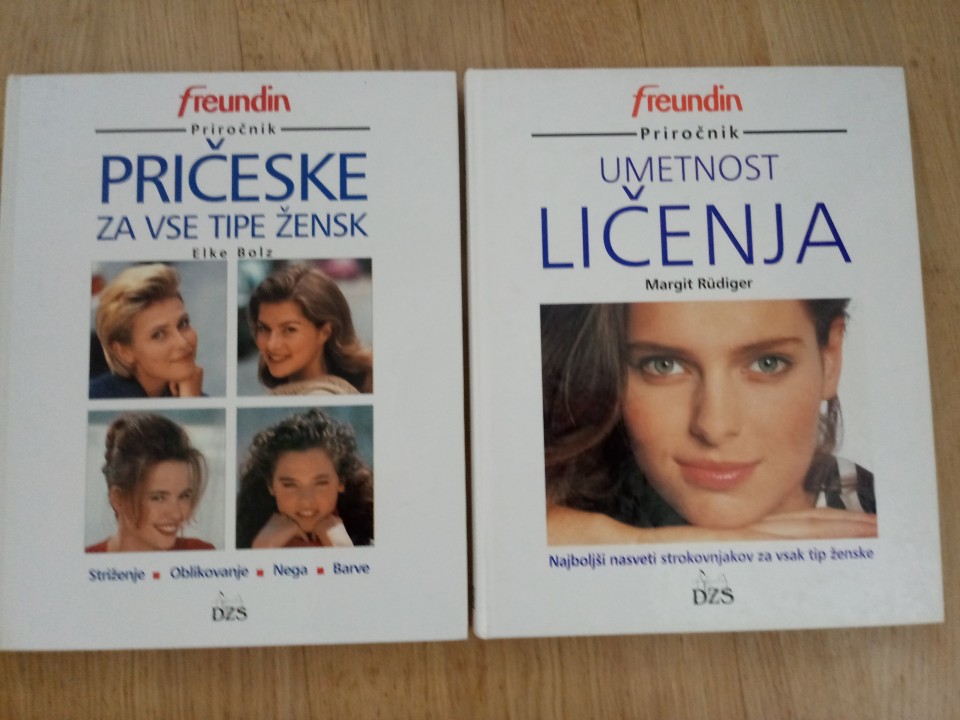 freundin
Priročnik
PRIČESKE
ZA VSE TIPE ŽENSK
Elke Bolz
Striženje ▪ Oblikovanje ▪ Nega ▪ Barve
DZS
freundin
Priročnik
UMETNOST
LIČENJA
Margit Rüdiger
Najboljši nasveti strokovnjakov za vsak tip ženske
DZS